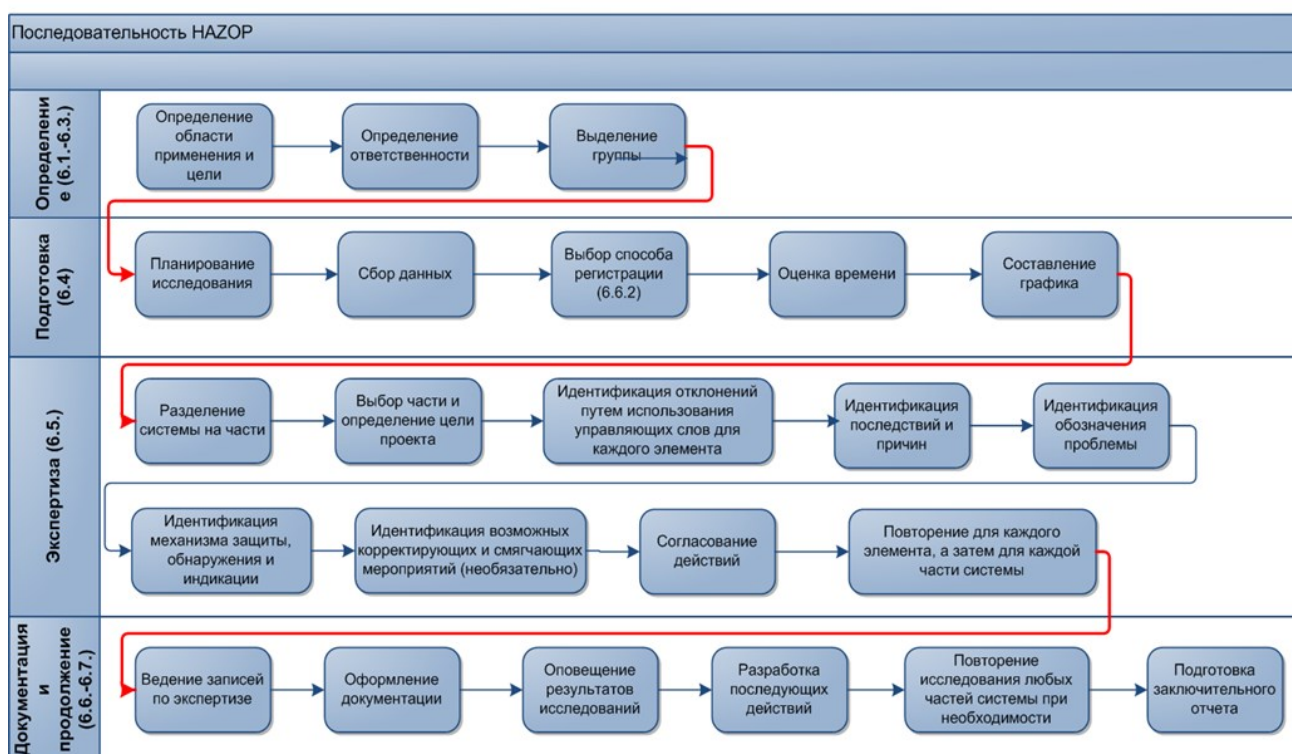 Последовательность HAZOP
Определени
е (6.1.-6.3.)
Определение
области
применения и
цели
Определение
ответственности
Выделение
группы
Подготовка
(6.4)
Планирование
исследования
Сбор данных
Выбор способа
регистрации
(6.6.2)
Оценка времени
Составление
графика
Экспертиза (6.5.)
Разделение
системы на части
Выбор части и
определение цели
проекта
Идентификация отклонений
путем использования
управляющих слов для
каждого элемента
Идентификация
последствий и
причин
Идентификация
обозначения
проблемы
Идентификация
механизма защиты,
обнаружения и
индикации
Идентификация возможных
корректирующих и смягчающих
мероприятий (необязательно)
Согласование
действий
Повторение для каждого
элемента, а затем для каждой
части системы
Документация
и
продолжение
(6.6.-6.7.)
Ведение записей
по экспертизе
Оформление
документации
Оповещение
результатов
исследований
Разработка
последующих
действий
Повторение
исследования любых
частей системы при
необходимости
Подготовка
заключительного
отчета